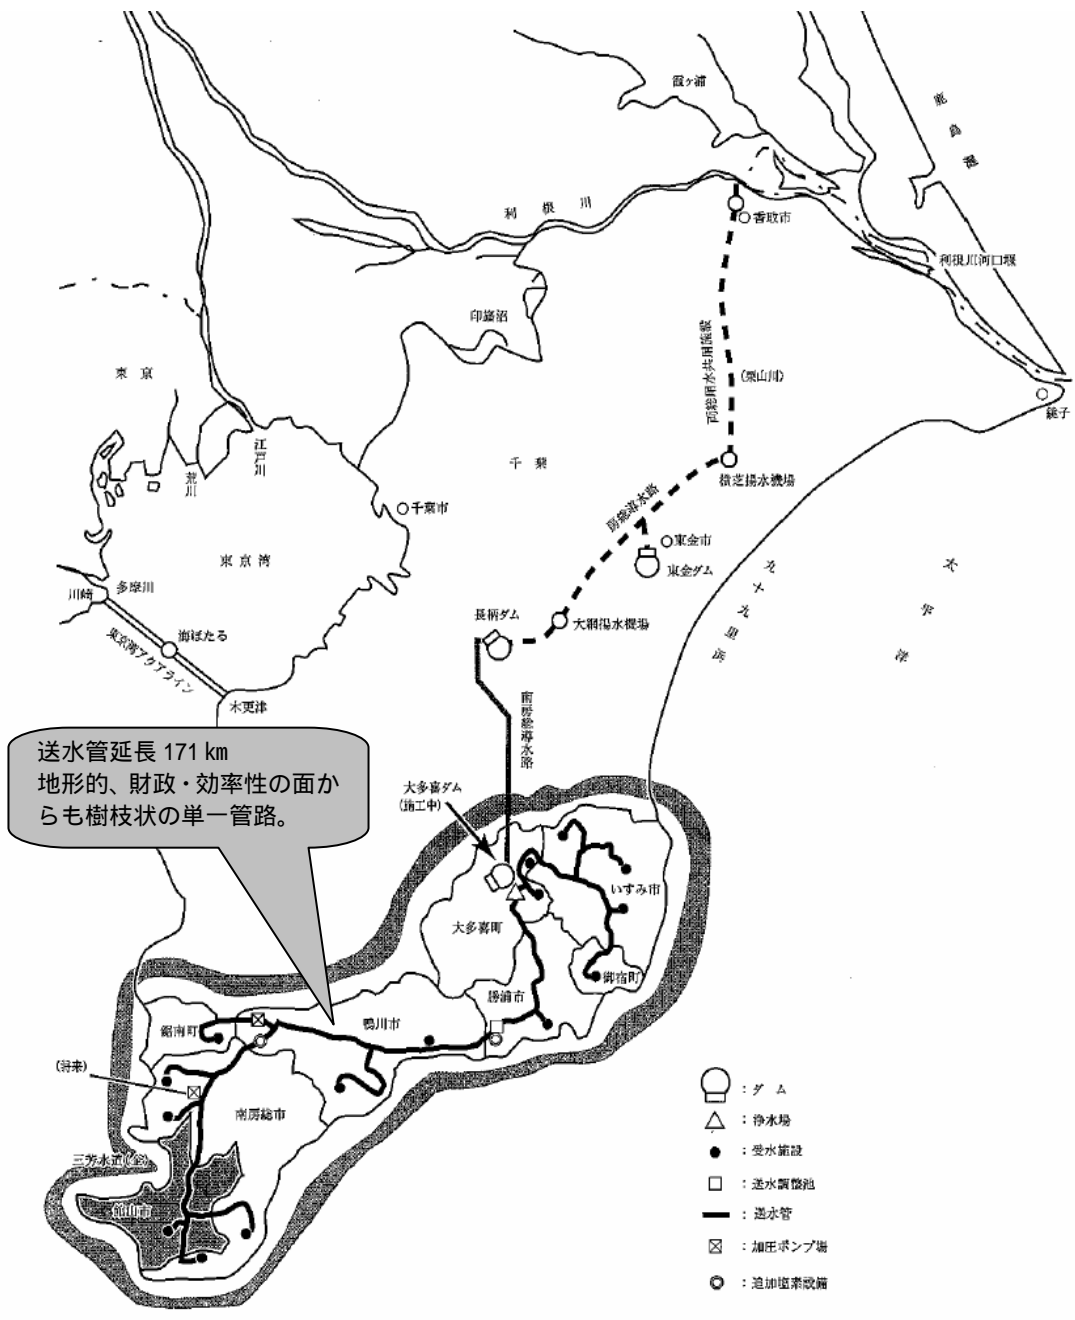 霞ヶ浦
鹿島灘
利根川
香取市
利根川河口堰
印旛沼
両総用水共用施設
(栗山川)
東京
銚子
江戸川
荒川
千葉
横芝揚水機場
千葉市
房総導水路
東京湾
東金市
東金ダム
九十九里浜
太平洋
多摩川
川崎
長柄ダム
大網揚水機場
海ほたる
東京湾アクアライン
木更津
南房総導水路
送水管延長 171 km
地形的、財政・効率性の面か
らも樹枝状の単一管路。
大多喜ダム
(施工中)
いすみ市
大多喜町
御宿町
勝浦市
鴨川市
鋸南町
(将来)
南房総市
三芳水道(企)
館山市
:ダム
:浄水場
:受水施設
:送水調整池
:送水管
:加圧ポンプ場
:追加塩素設備